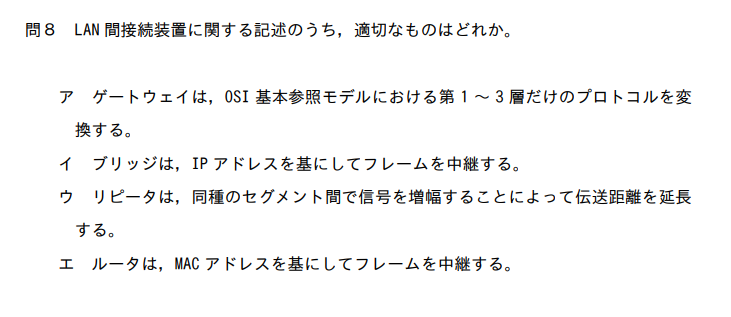 問８　LAN 間接続装置に関する記述のうち，適切なものはどれか。
ア　ゲートウェイは，OSI 基本参照モデルにおける第 1 ～ 3 層だけのプロトコルを変
換する。
イ　ブリッジは，IP アドレスを基にしてフレームを中継する。
ウ　リピータは，同種のセグメント間で信号を増幅することによって伝送距離を延長
する。
エ　ルータは，MAC アドレスを基にしてフレームを中継する。